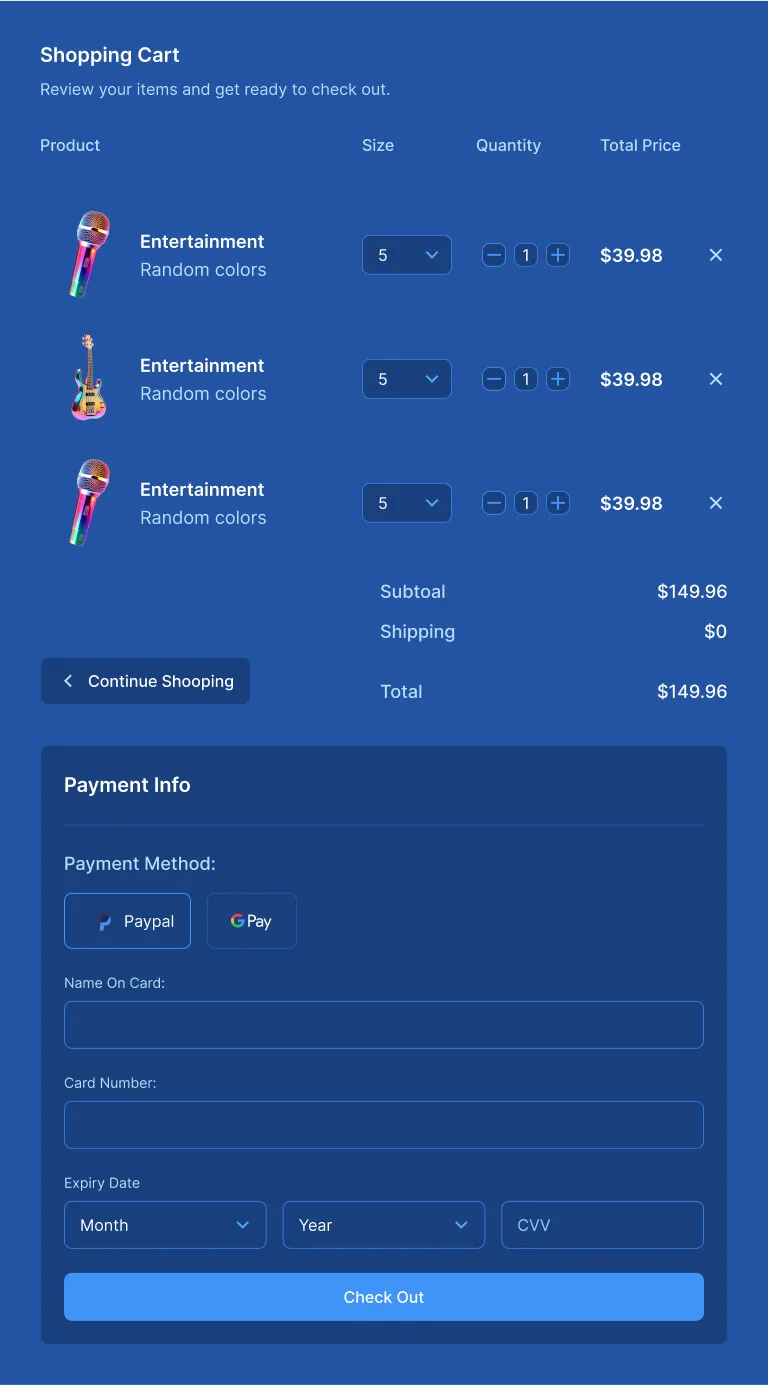 Shopping Cart
Review your items and get ready to check out.
Product Size Quantity Total Price
Entertainment
Random colors
5 1 $39.98
Entertainment
Random colors
5 1 $39.98
Entertainment
Random colors
5 1 $39.98
Subtoal $149.96
Shipping $0
Continue Shooping
Total $149.96
Payment Info
Payment Method:
Paypal G Pay
Name On Card:
Card Number:
Expiry Date
Month Year CVV
Check Out